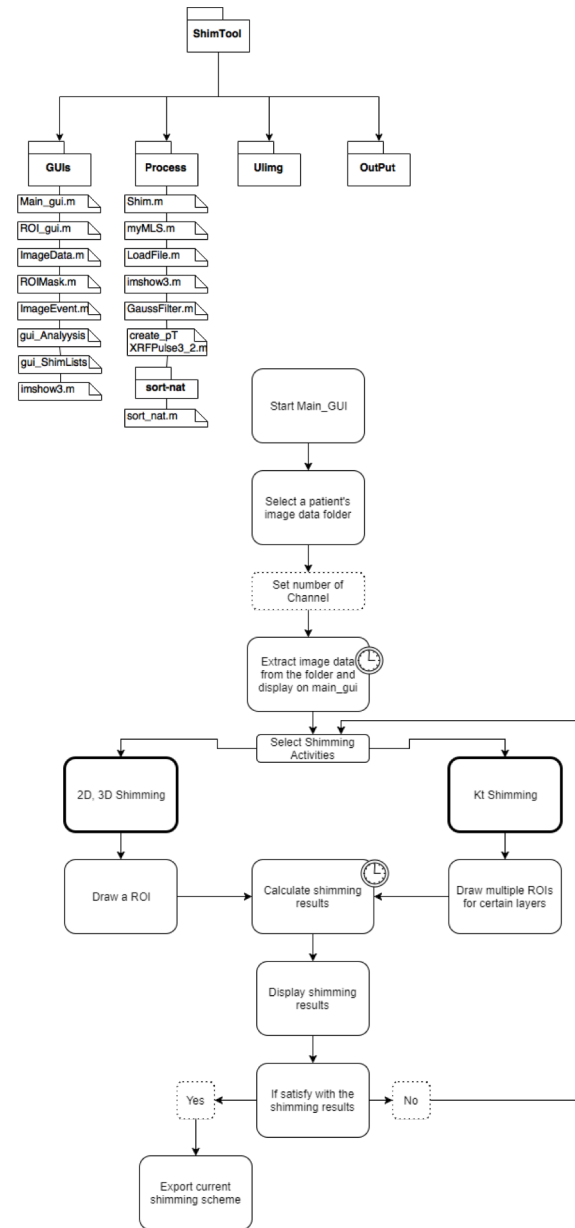 ShimTool
GUIs
Process
UIimg
OutPut
Main_gui.m
ROI_gui.m
ImageData.m
ROIMask.m
ImageEvent.m
gui_Analyysis
gui_ShimLists
imshow3.m
Shim.m
myMLS.m
LoadFile.m
imshow3.m
GaussFilter.m
create_pT
XRFPulse3_2.m
sort-nat
sort_nat.m
Start Main_GUI
Select a patient's
image data folder
Set number of
Channel
Extract image data
from the folder and
display on main_gui
Select Shimming
Activities
2D, 3D Shimming
Kt Shimming
Draw a ROI
Calculate shimming
results
Draw multiple ROIs
for certain layers
Display shimming
results
If satisfy with the
shimming results
Yes
No
Export current
shimming scheme